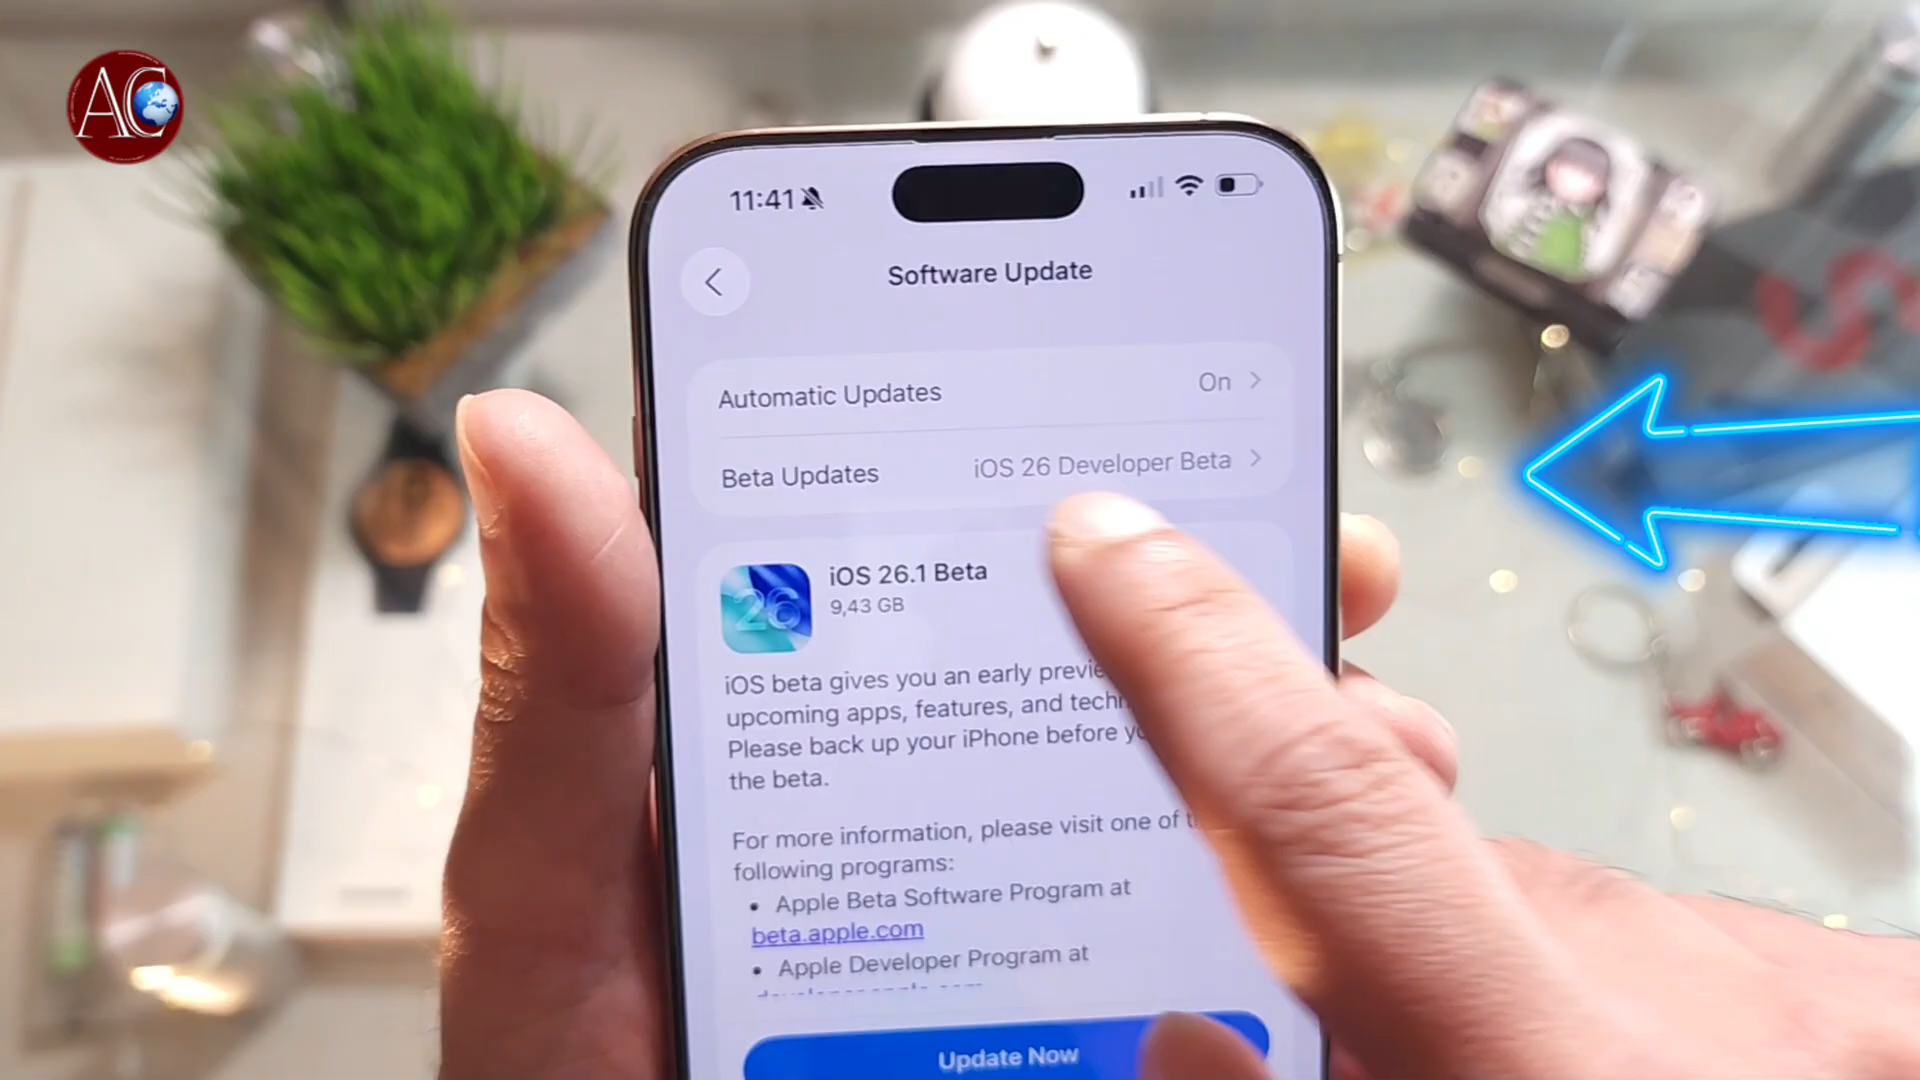 AC
11:41
Software Update
Automatic Updates On
Beta Updates iOS 26 Developer Beta
26
iOS 26.1 Beta
9,43 GB
iOS beta gives you an early
upcoming apps, features, and
Please back up your iPhone before
the beta.
For more information, please visit one of
following programs:
• Apple Beta Software Program at
beta.apple.com
• Apple Developer Program at
Update Now